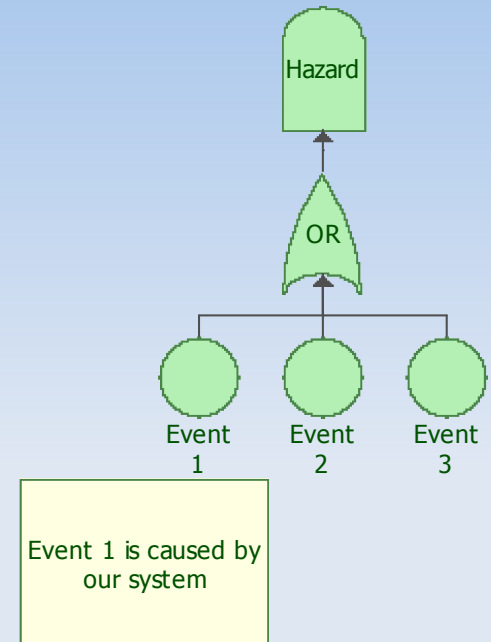 Hazard
OR
Event
1
Event
2
Event
3
Event 1 is caused by
our system